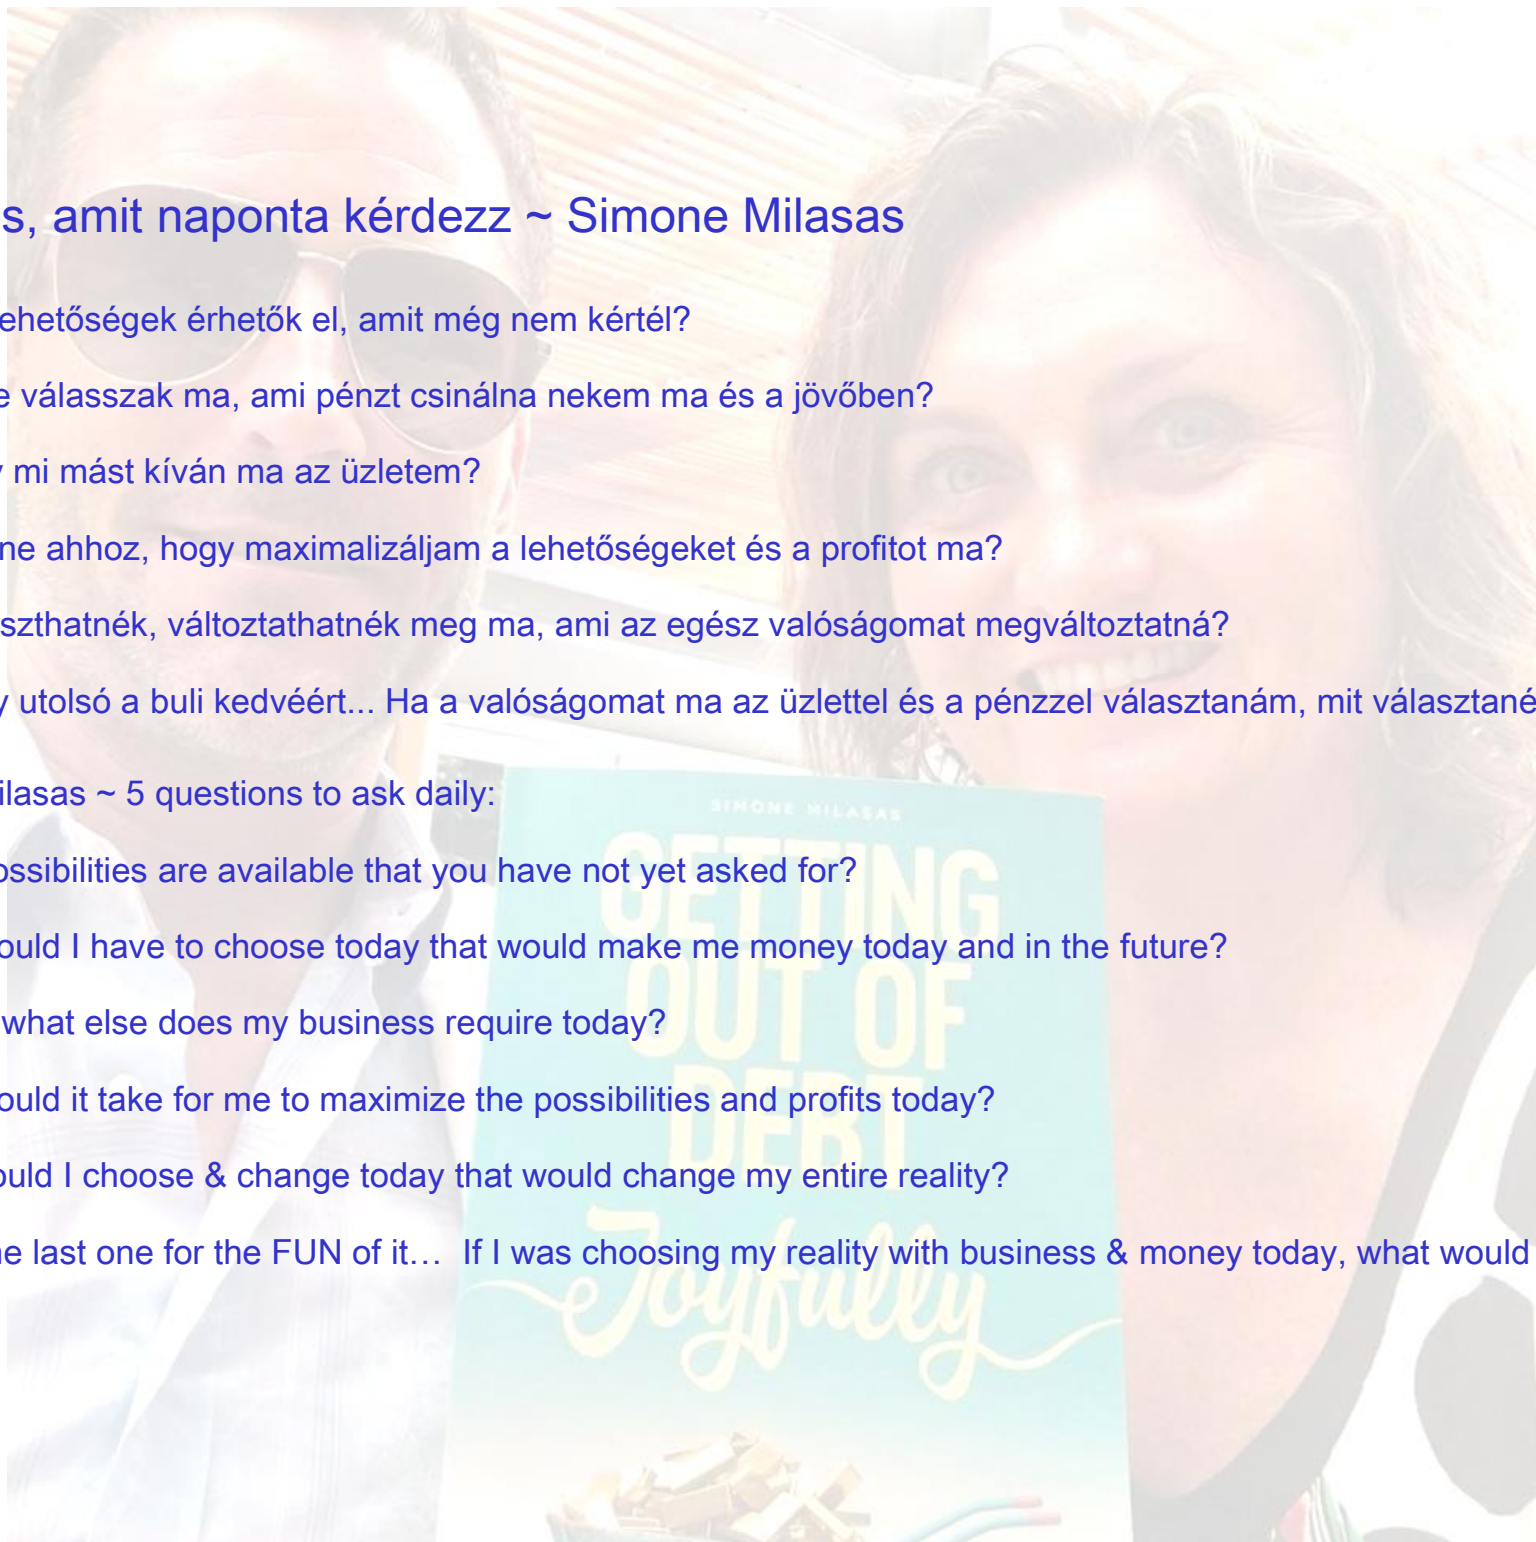 s, amit naponta kérdezz ~ Simone Milasas
ehetőségek érhetők el, amit még nem kértél?
e válasszak ma, ami pénzt csinálna nekem ma és a jövőben?
mi mást kíván ma az üzletem?
ne ahhoz, hogy maximalizáljam a lehetőségeket és a profitot ma?
szthatnék, változtathatnék meg ma, ami az egész valóságomat megváltoztatná?
y utolsó a buli kedvéért... Ha a valóságomat ma az üzlettel és a pénzzel választanám, mit választané
ilasas ~ 5 questions to ask daily:
ossibilities are available that you have not yet asked for?
ould I have to choose today that would make me money today and in the future?
what else does my business require today?
ould it take for me to maximize the possibilities and profits today?
ould I choose & change today that would change my entire reality?
e last one for the FUN of it… If I was choosing my reality with business & money today, what would
SIMONE MILASAS
GETTING
OUT OF
DEBT
Joyfully